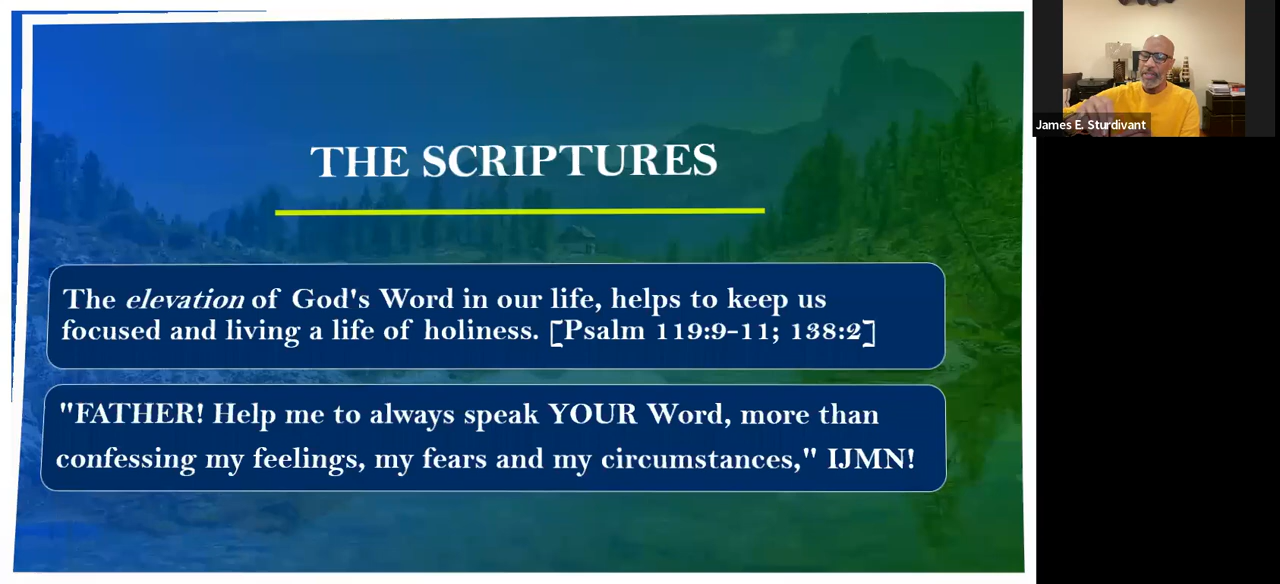 THE SCRIPTURES
The elevation of God's Word in our life, helps to keep us
focused and living a life of holiness. [Psalm 119:9-11; 138:2]
"FATHER! Help me to always speak YOUR Word, more than
confessing my feelings, my fears and my circumstances," IJMN!
James E. Sturdivant